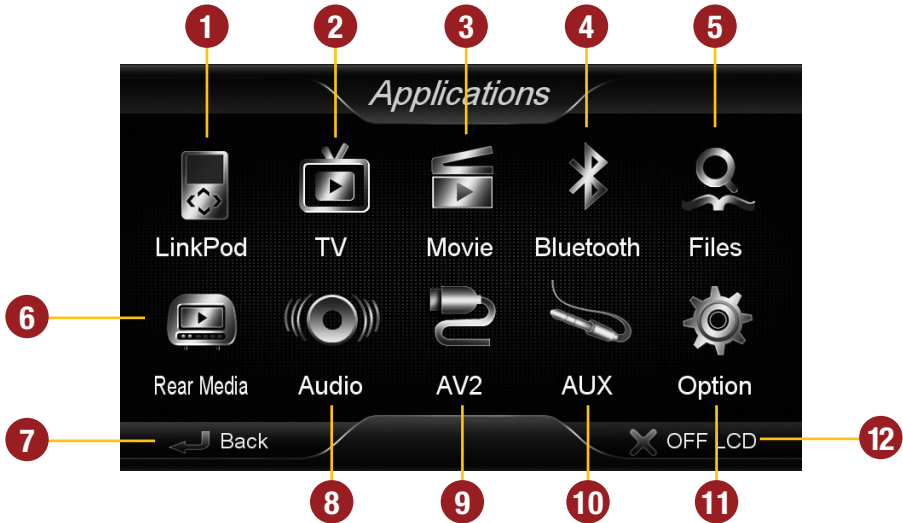 1 2 3 4 5
Applications
LinkPod TV Movie Bluetooth Files
6
Rear Media Audio AV2 AUX Option
7 Back OFF LCD 12
8 9 10 11